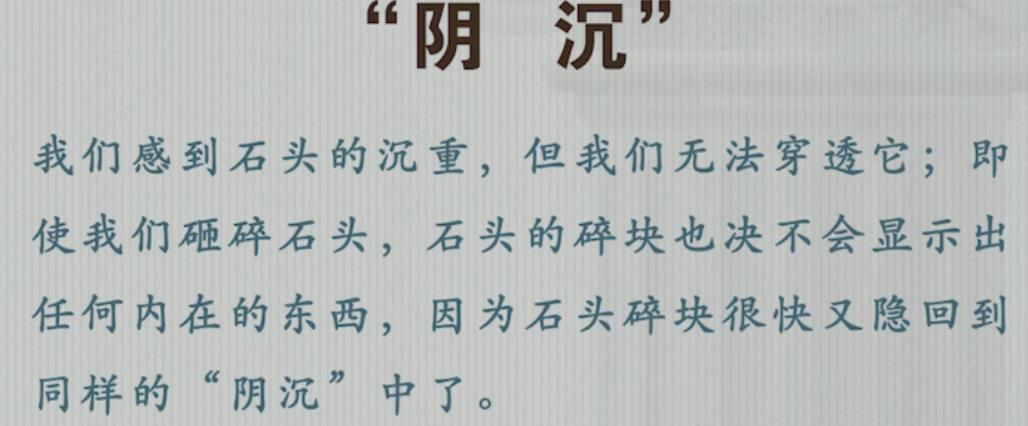 “阴 沉”
我们感到石头的沉重，但我们无法穿透它；即
使我们砸碎石头，石头的碎块也决不会显示出
任何内在的东西，因为石头碎块很快又隐回到
同样的“阴沉”中了。